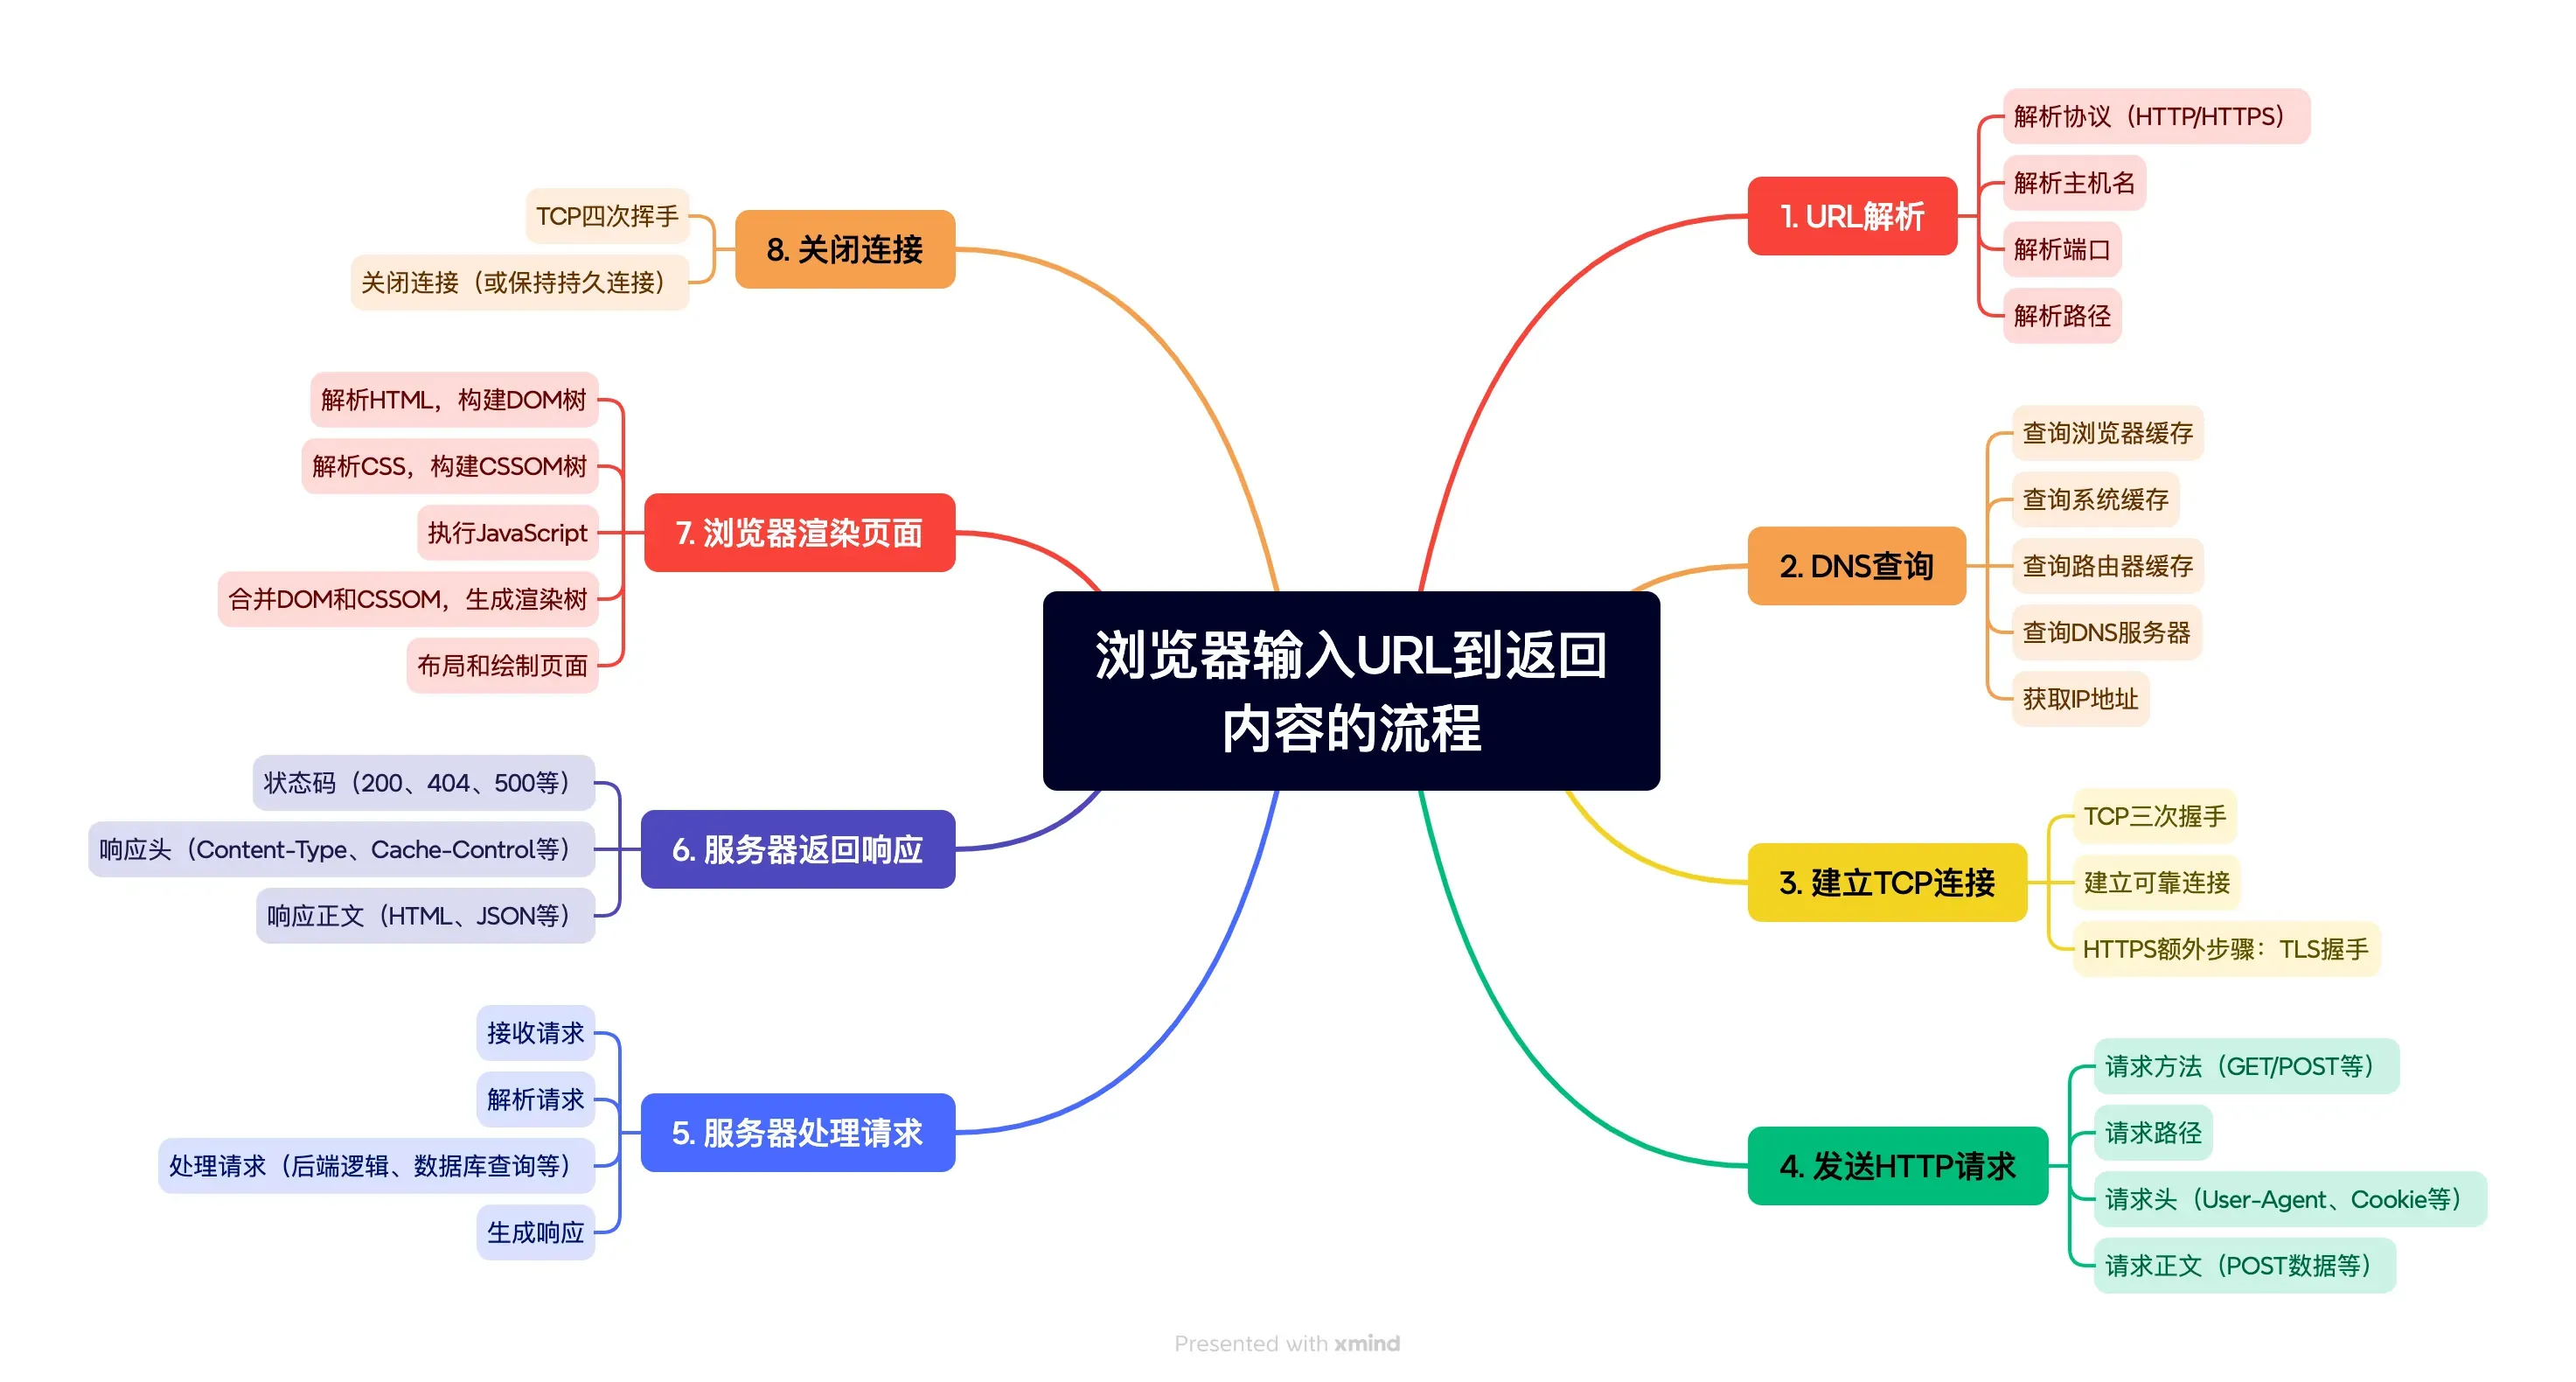 浏览器输入URL到返回
内容的流程
1. URL解析
解析协议（HTTP/HTTPS）
解析主机名
解析端口
解析路径
2. DNS查询
查询浏览器缓存
查询系统缓存
查询路由器缓存
查询DNS服务器
获取IP地址
3. 建立TCP连接
TCP三次握手
建立可靠连接
HTTPS额外步骤：TLS握手
4. 发送HTTP请求
请求方法（GET/POST等）
请求路径
请求头（User-Agent、Cookie等）
请求正文（POST数据等）
5. 服务器处理请求
接收请求
解析请求
处理请求（后端逻辑、数据库查询等）
生成响应
6. 服务器返回响应
状态码（200、404、500等）
响应头（Content-Type、Cache-Control等）
响应正文（HTML、JSON等）
7. 浏览器渲染页面
解析HTML，构建DOM树
解析CSS，构建CSSOM树
执行JavaScript
合并DOM和CSSOM，生成渲染树
布局和绘制页面
8. 关闭连接
TCP四次挥手
关闭连接（或保持持久连接）
Presented with xmind